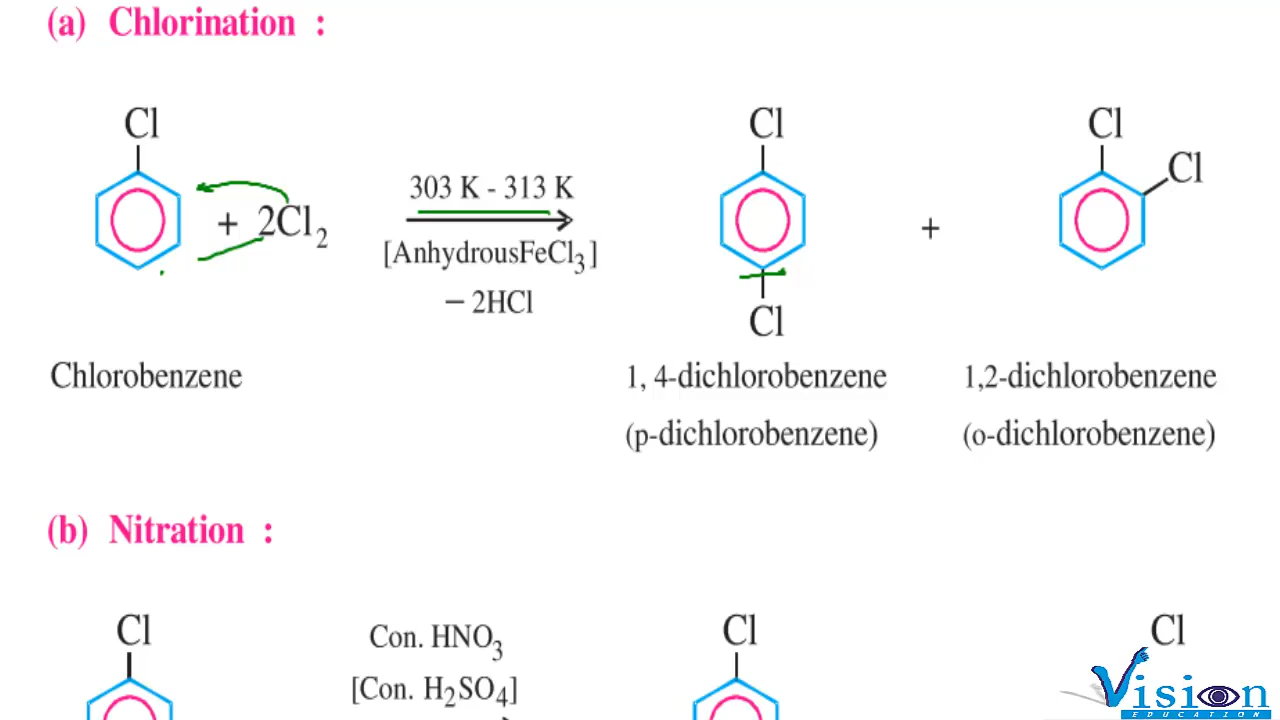 (a) Chlorination :
Cl Cl Cl
Cl
+ 2Cl2 303 K - 313 K +
[AnhydrousFeCl3]
– 2HCl
Cl
Chlorobenzene 1, 4-dichlorobenzene 1,2-dichlorobenzene
(p-dichlorobenzene) (o-dichlorobenzene)
(b) Nitration :
Cl Con. HNO3 Cl Cl
[Con. H2SO4]
Vision
EDUCATION